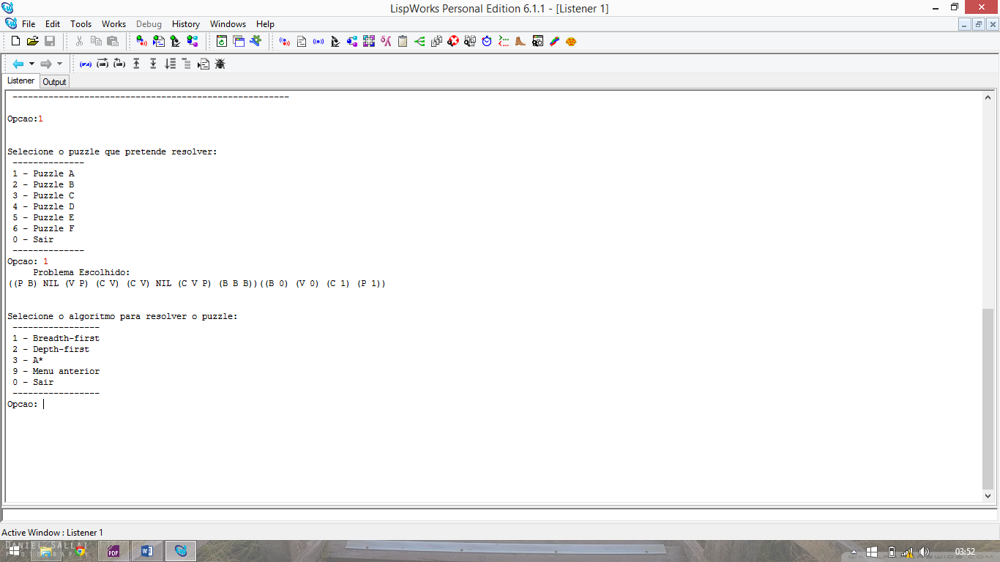 LispWorks Personal Edition 6.1.1 - [Listener 1]
File Edit Tools Works Debug History Windows Help
Listener Output
------------------------------------------------------
Opcao:1
Selecione o puzzle que pretende resolver:
--------------
1 - Puzzle A
2 - Puzzle B
3 - Puzzle C
4 - Puzzle D
5 - Puzzle E
6 - Puzzle F
0 - Sair
--------------
Opcao: 1
Problema Escolhido:
((P B) NIL (V P) (C V) (C V) NIL (C V P) (B B B))((B 0) (V 0) (C 1) (P 1))
Selecione o algoritmo para resolver o puzzle:
-----------------
1 - Breadth-first
2 - Depth-first
3 - A*
9 - Menu anterior
0 - Sair
-----------------
Opcao:
Active Window : Listener 1
DANIEL SALLAI
PDF
03:52